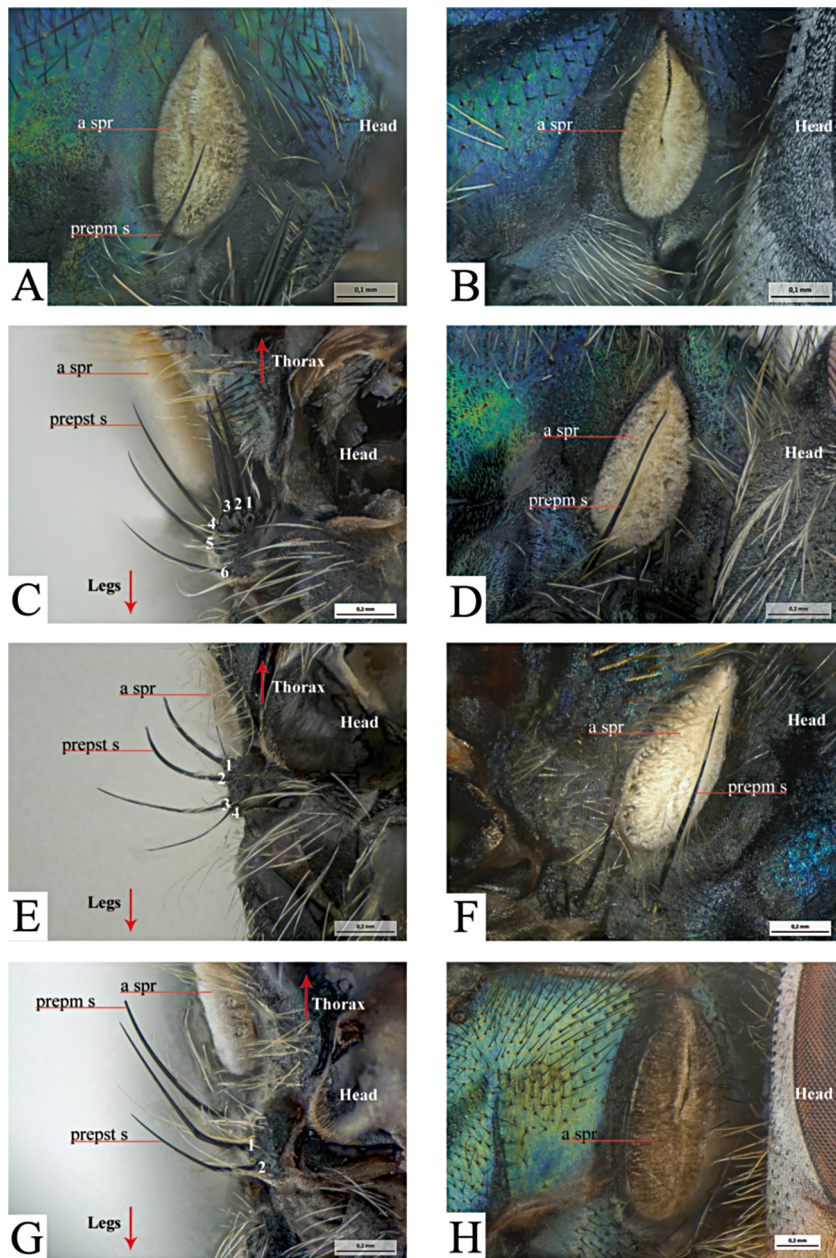 a spr
Head
prepm s
A
0,1 mm
a spr
Head
B
0,1 mm
a spr
Thorax
prepst s
Head
3 2 1
4
5
6
Legs
C
0,2 mm
a spr
Head
prepm s
D
0,2 mm
a spr
Thorax
Head
prepst s
1
2
3
4
Legs
E
0,2 mm
a spr
Head
prepm s
F
0,2 mm
a spr
prepm s
Thorax
Head
prepst s
1
2
Legs
G
0,2 mm
Head
a spr
H
0,2 mm